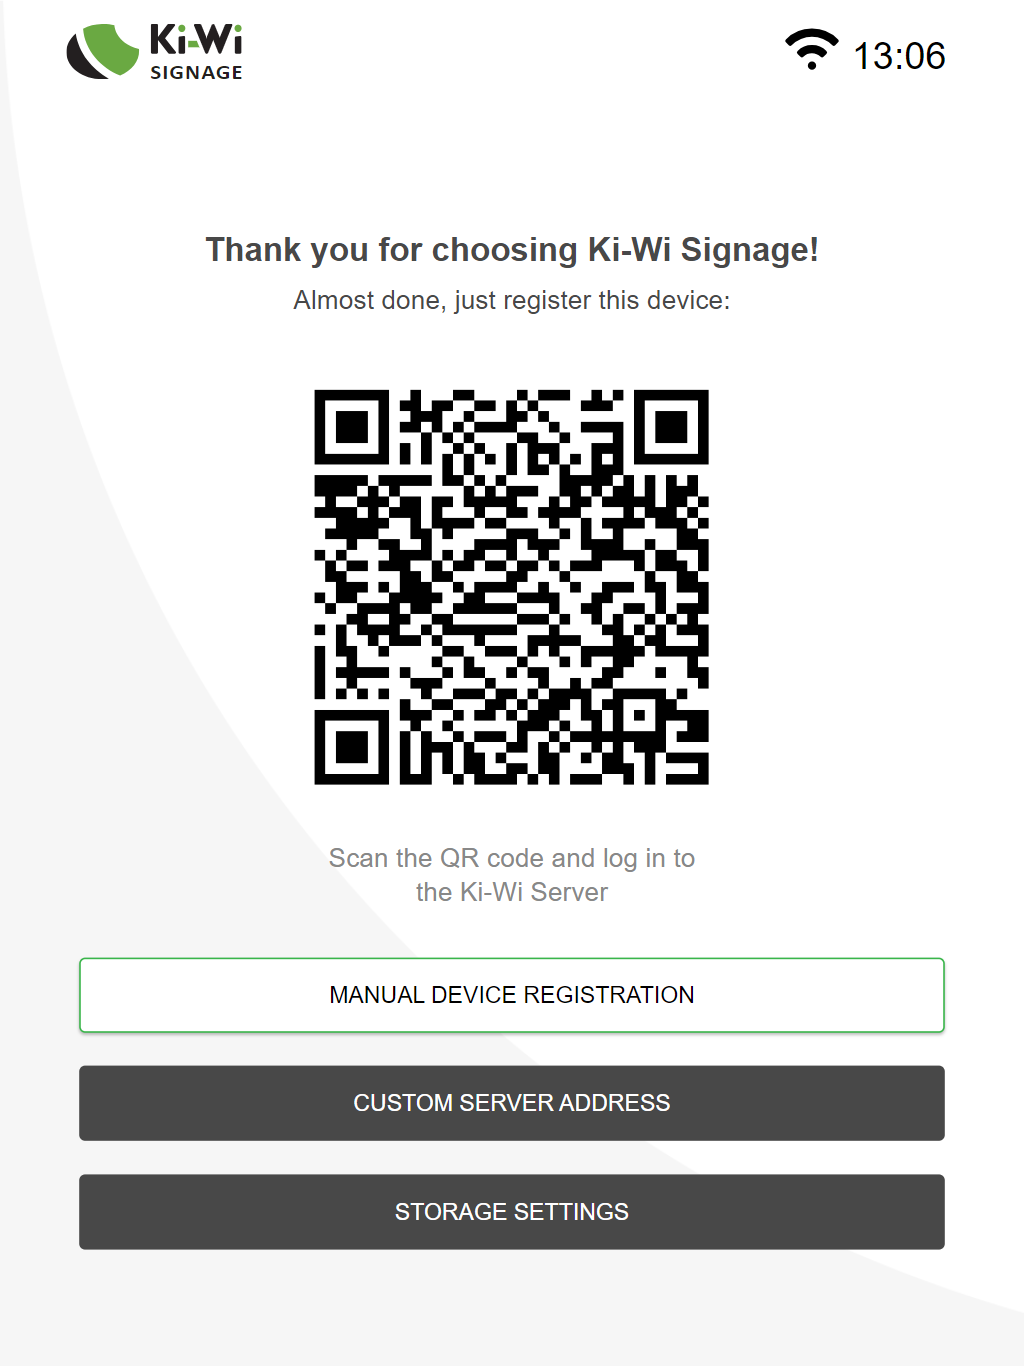 Ki-Wi
SIGNAGE
13:06
Thank you for choosing Ki-Wi Signage!
Almost done, just register this device:
Scan the QR code and log in to
the Ki-Wi Server
MANUAL DEVICE REGISTRATION
CUSTOM SERVER ADDRESS
STORAGE SETTINGS